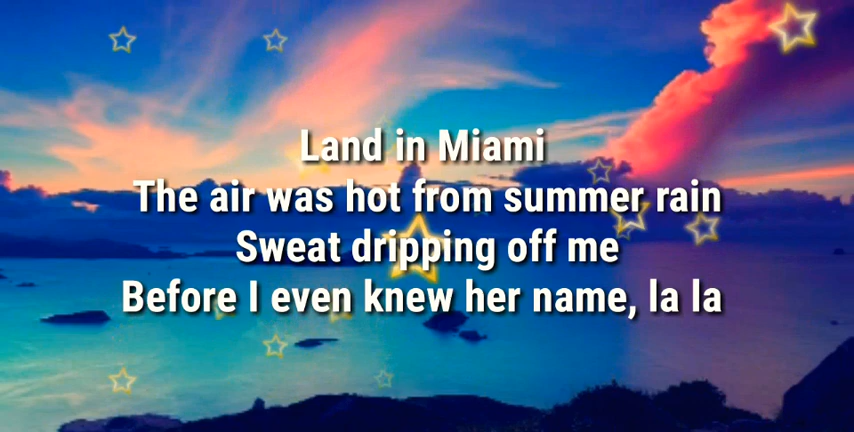 Land in Miami
The air was hot from summer rain
Sweat dripping off me
Before I even knew her name, la la